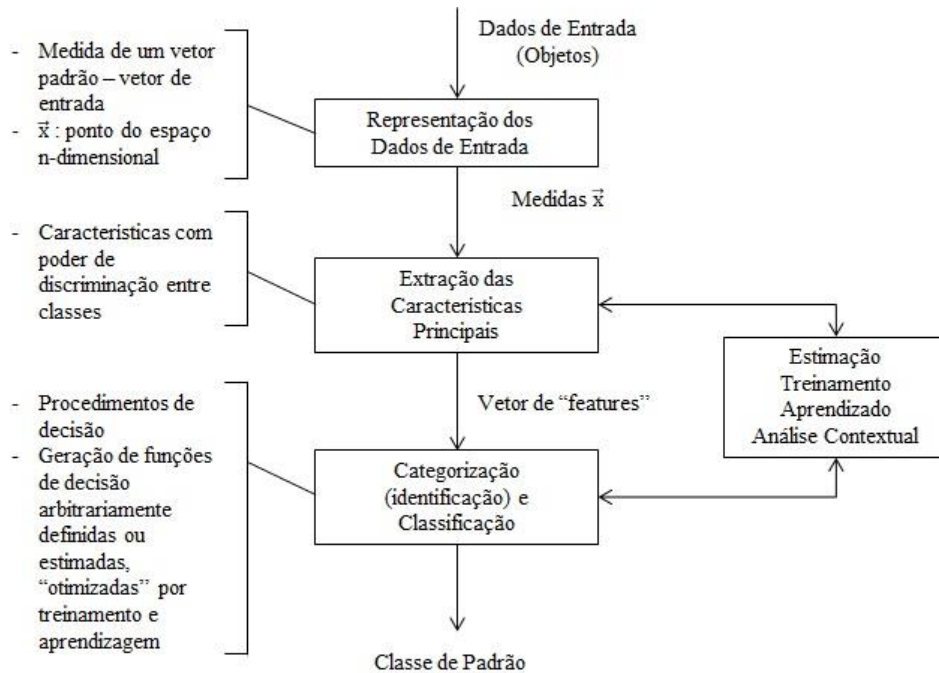 Dados de Entrada
(Objetos)
- Medida de um vetor
padrão – vetor de
entrada
- x⃗ : ponto do espaço
n-dimensional
Representação dos
Dados de Entrada
Medidas x⃗
- Características com
poder de
discriminação entre
classes
Extração das
Características
Principais
Estimação
Treinamento
Aprendizado
Análise Contextual
Vetor de “features”
- Procedimentos de
decisão
- Geração de funções
de decisão
arbitrariamente
definidas ou
estimadas,
“otimizadas” por
treinamento e
aprendizagem
Categorização
(identificação) e
Classificação
Classe de Padrão